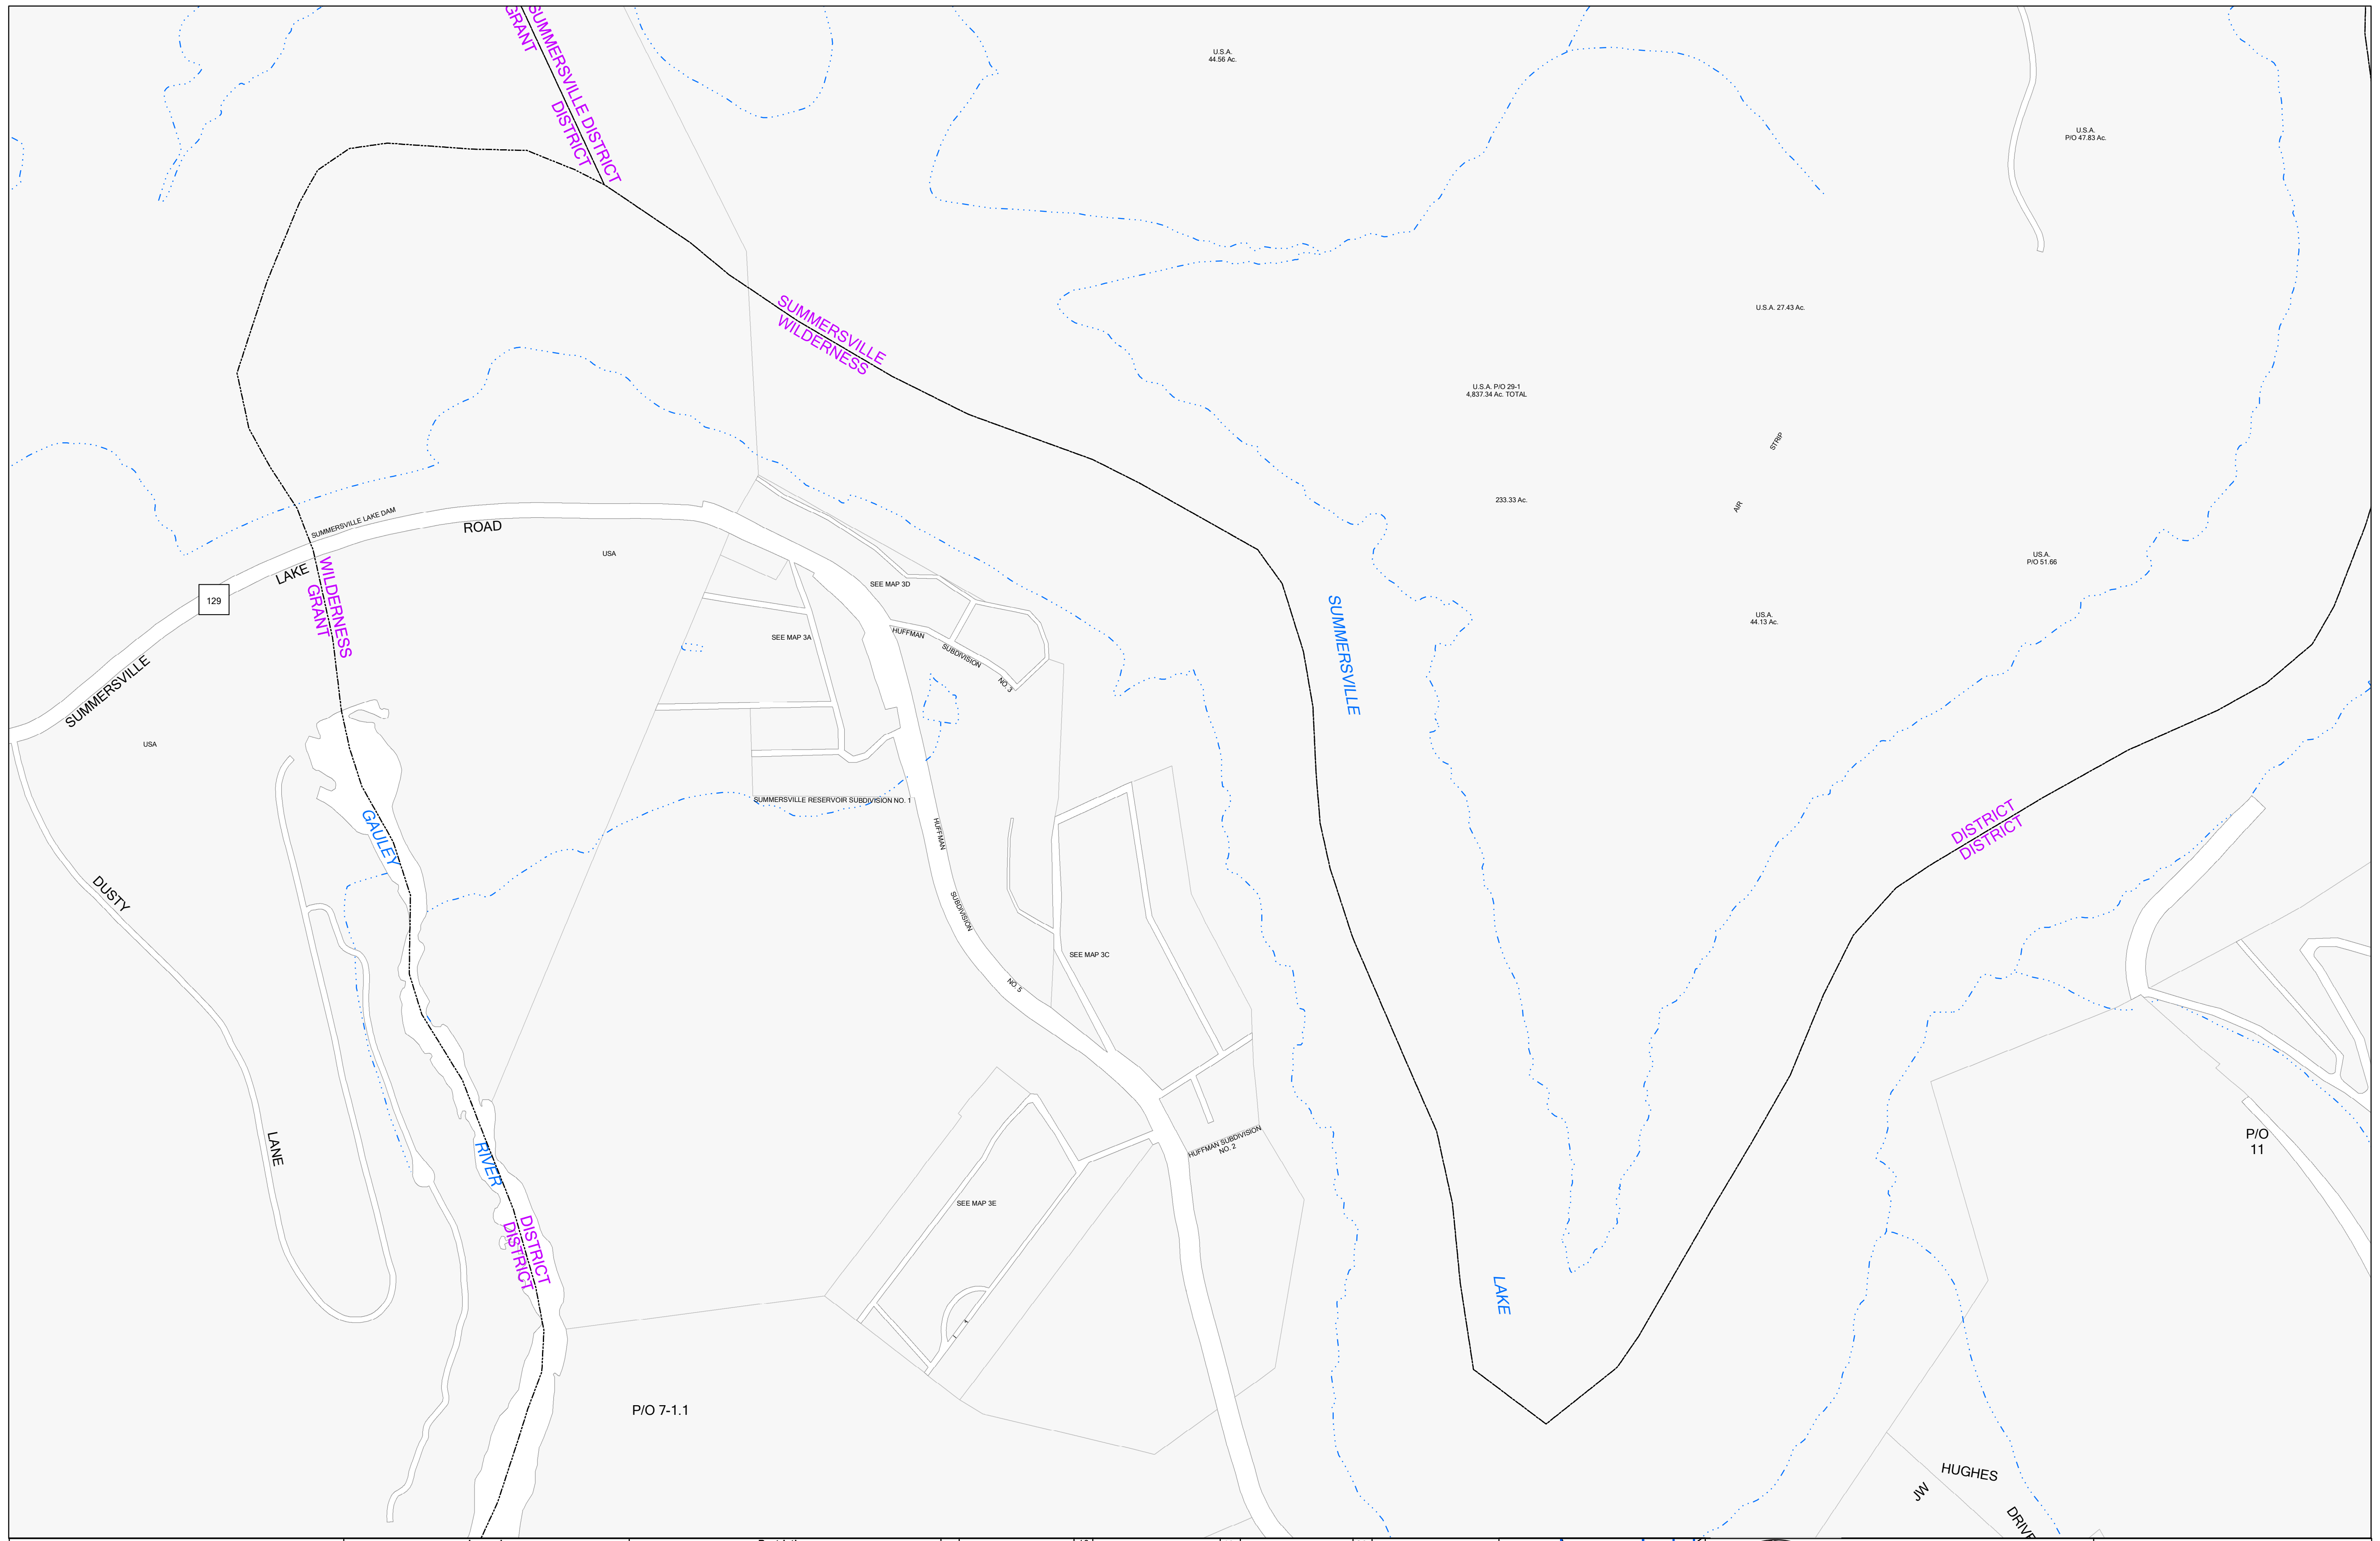 SUMMERSVILLE DISTRICT
GRANT
DISTRICT
U.S.A.
44.56 Ac.
U.S.A.
P/O 47.83 Ac.
SUMMERSVILLE
WILDERNESS
U.S.A. 27.43 Ac.
U.S.A. P/O 29-1
4,837.34 Ac. TOTAL
STRIP
233.33 Ac.
AIR
SUMMERSVILLE LAKE DAM
ROAD
USA
U.S.A.
P/O 51.66
LAKE
SEE MAP 3D
129
WILDERNESS
GRANT
U.S.A.
44.13 Ac.
SEE MAP 3A
HUFFMAN
SUBDIVISION
NO. 3
SUMMERSVILLE
SUMMERSVILLE
USA
SUMMERSVILLE RESERVOIR SUBDIVISION NO. 1
GAULEY
HUFFMAN
DISTRICT
DISTRICT
DUSTY
SUBDIVISION
SEE MAP 3C
NO. 5
LANE
RIVER
HUFFMAN SUBDIVISION
NO. 2
P/O
11
SEE MAP 3E
DISTRICT
DISTRICT
LAKE
P/O 7-1.1
HUGHES
JW
DRIVE